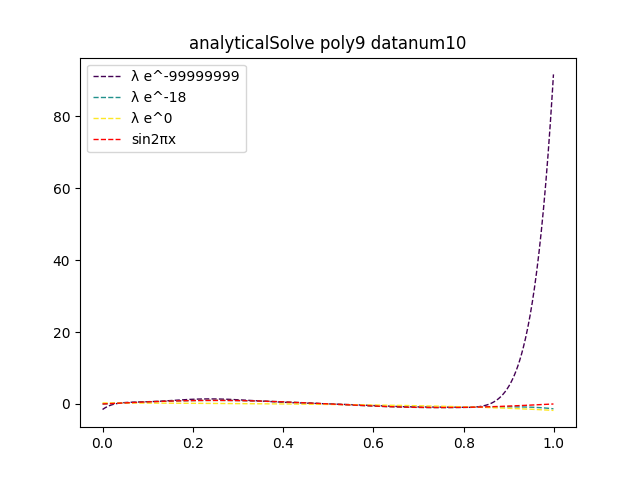 analyticalSolve poly9 datanum10
λ e^-99999999
λ e^-18
λ e^0
sin2πx
80
60
40
20
0
0.0 0.2 0.4 0.6 0.8 1.0